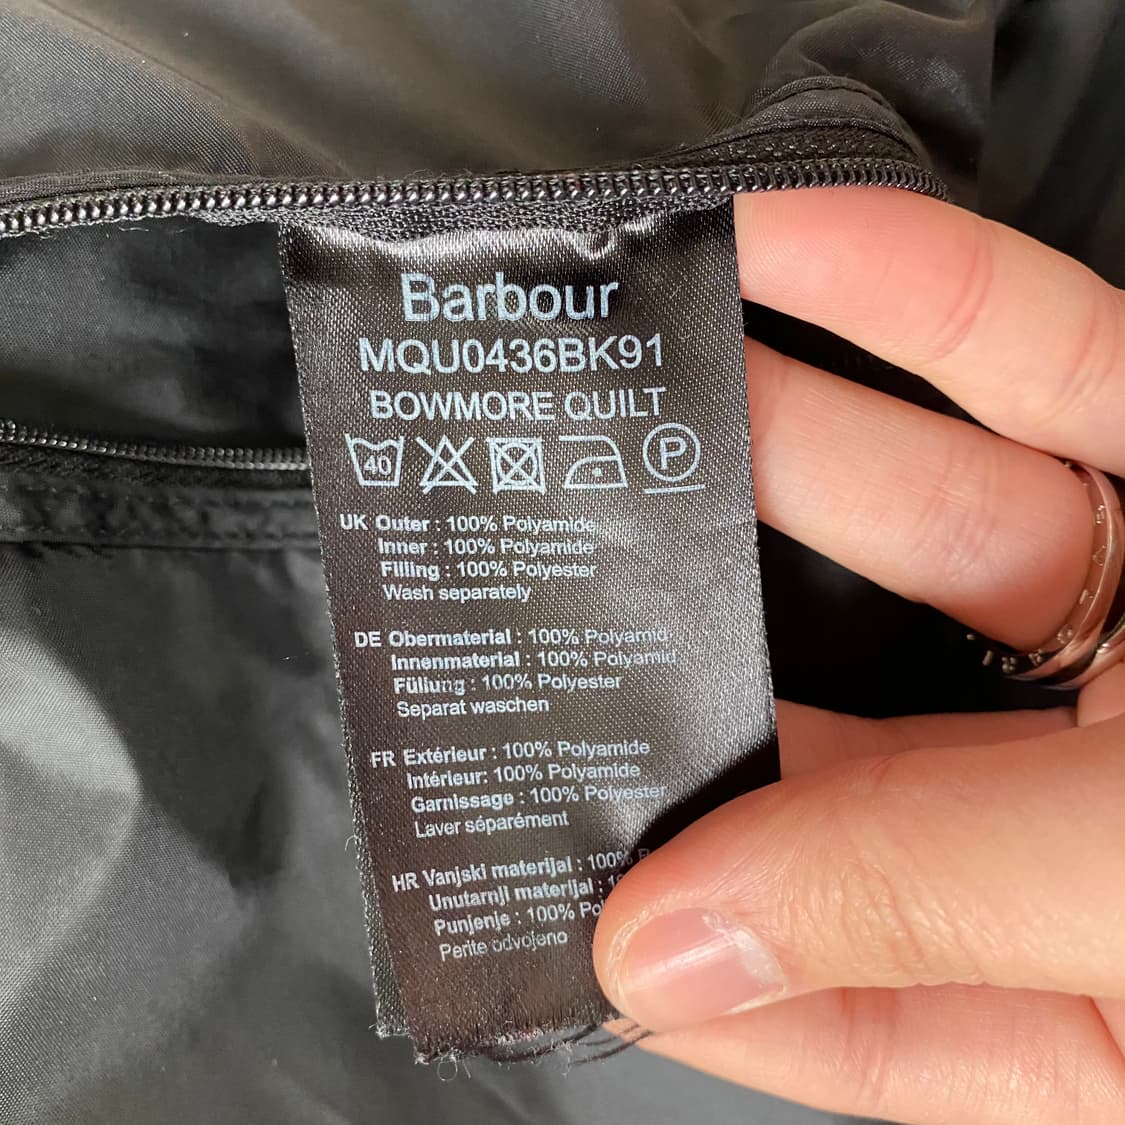 Barbour
MQU0436BK91
BOWMORE QUILT
40 P
UK Outer : 100% Polyamide
Inner : 100% Polyamide
Filling : 100% Polyester
Wash separately
DE Obermaterial : 100% Polyamid
Innenmaterial : 100% Polyamid
Füllung : 100% Polyester
Separat waschen
FR Extérieur : 100% Polyamide
Intérieur: 100% Polyamide
Garnissage : 100% Polyester
Laver séparément
HR Vanjski materijal : 100%
Unutarnji materijal :
Punjenje : 100%
Perite odvojeno